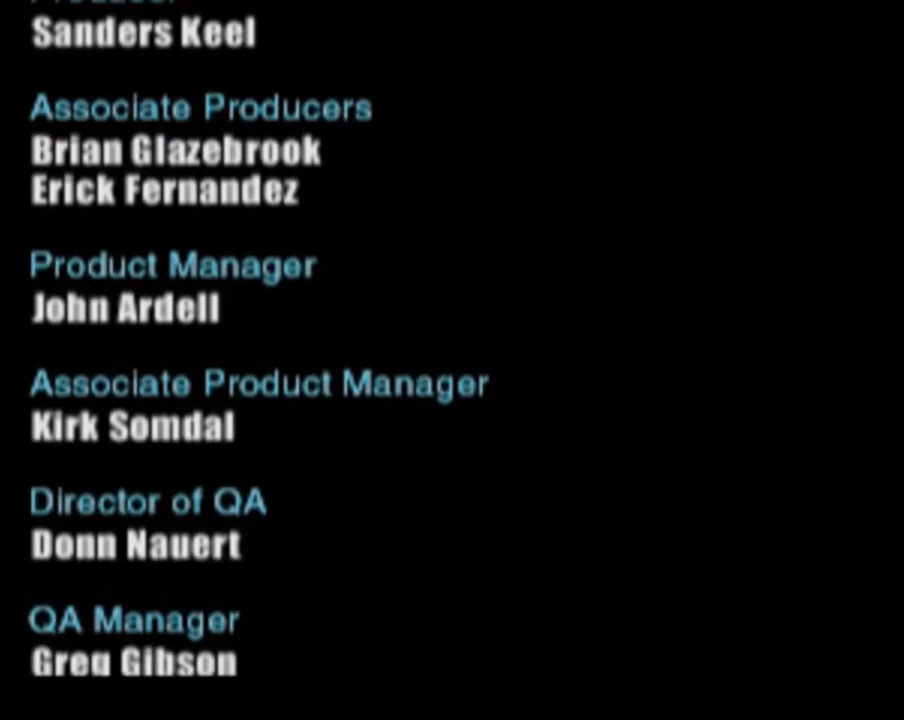 Producer
Sanders Keel
Associate Producers
Brian Glazebrook
Erick Fernandez
Product Manager
John Ardell
Associate Product Manager
Kirk Somdal
Director of QA
Donn Nauert
QA Manager
Greg Gibson